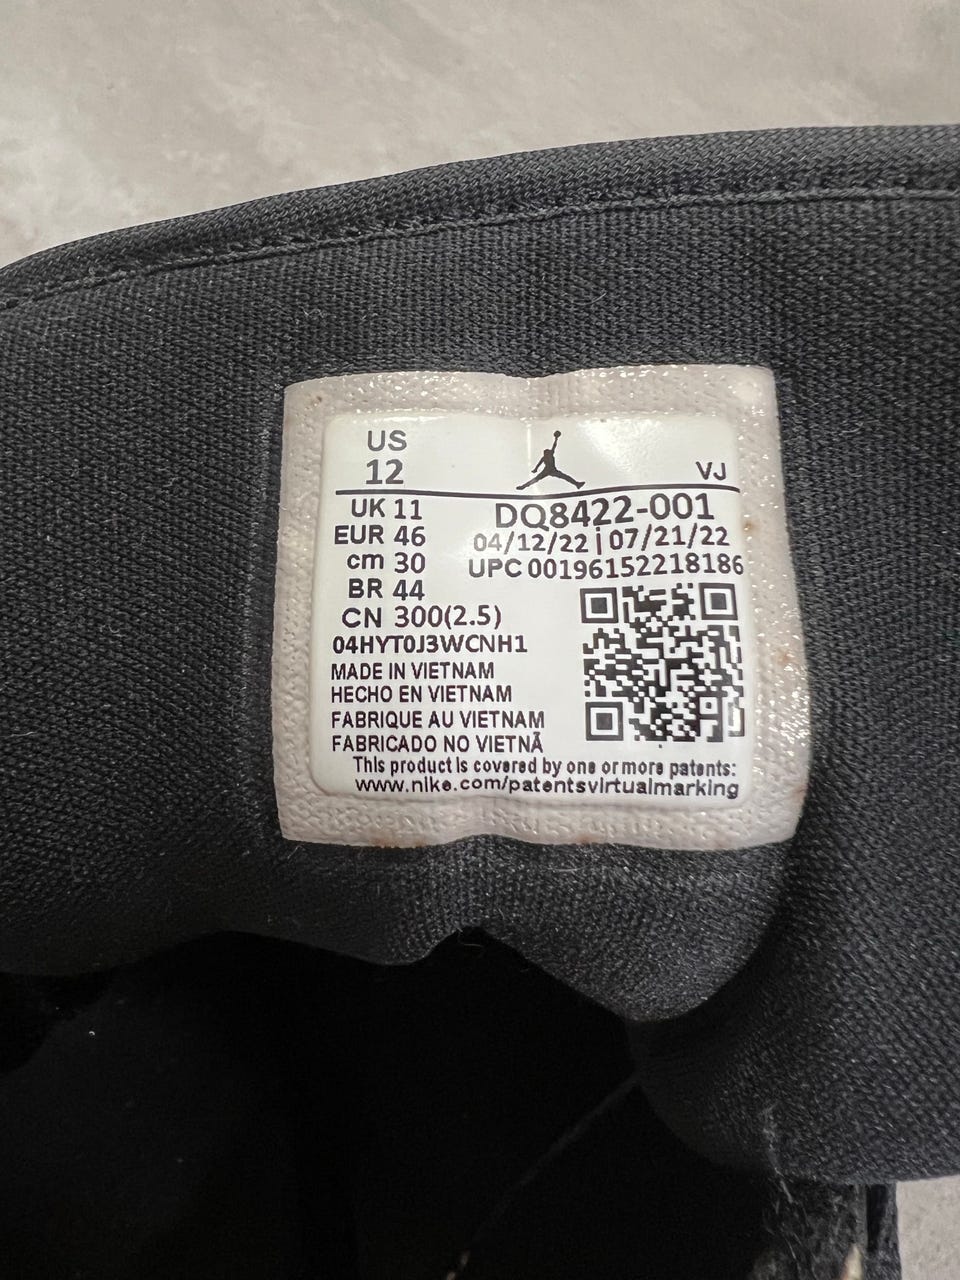 US
12
VJ
UK 11
EUR 46
cm 30
BR 44
CN 300(2.5)
DQ8422-001
04/12/22 | 07/21/22
UPC 00196152218186
04HYT0J3WCNH1
MADE IN VIETNAM
HECHO EN VIETNAM
FABRIQUE AU VIETNAM
FABRICADO NO VIETNÃ
This product is covered by one or more patents:
www.nike.com/patentsvirtualmarking